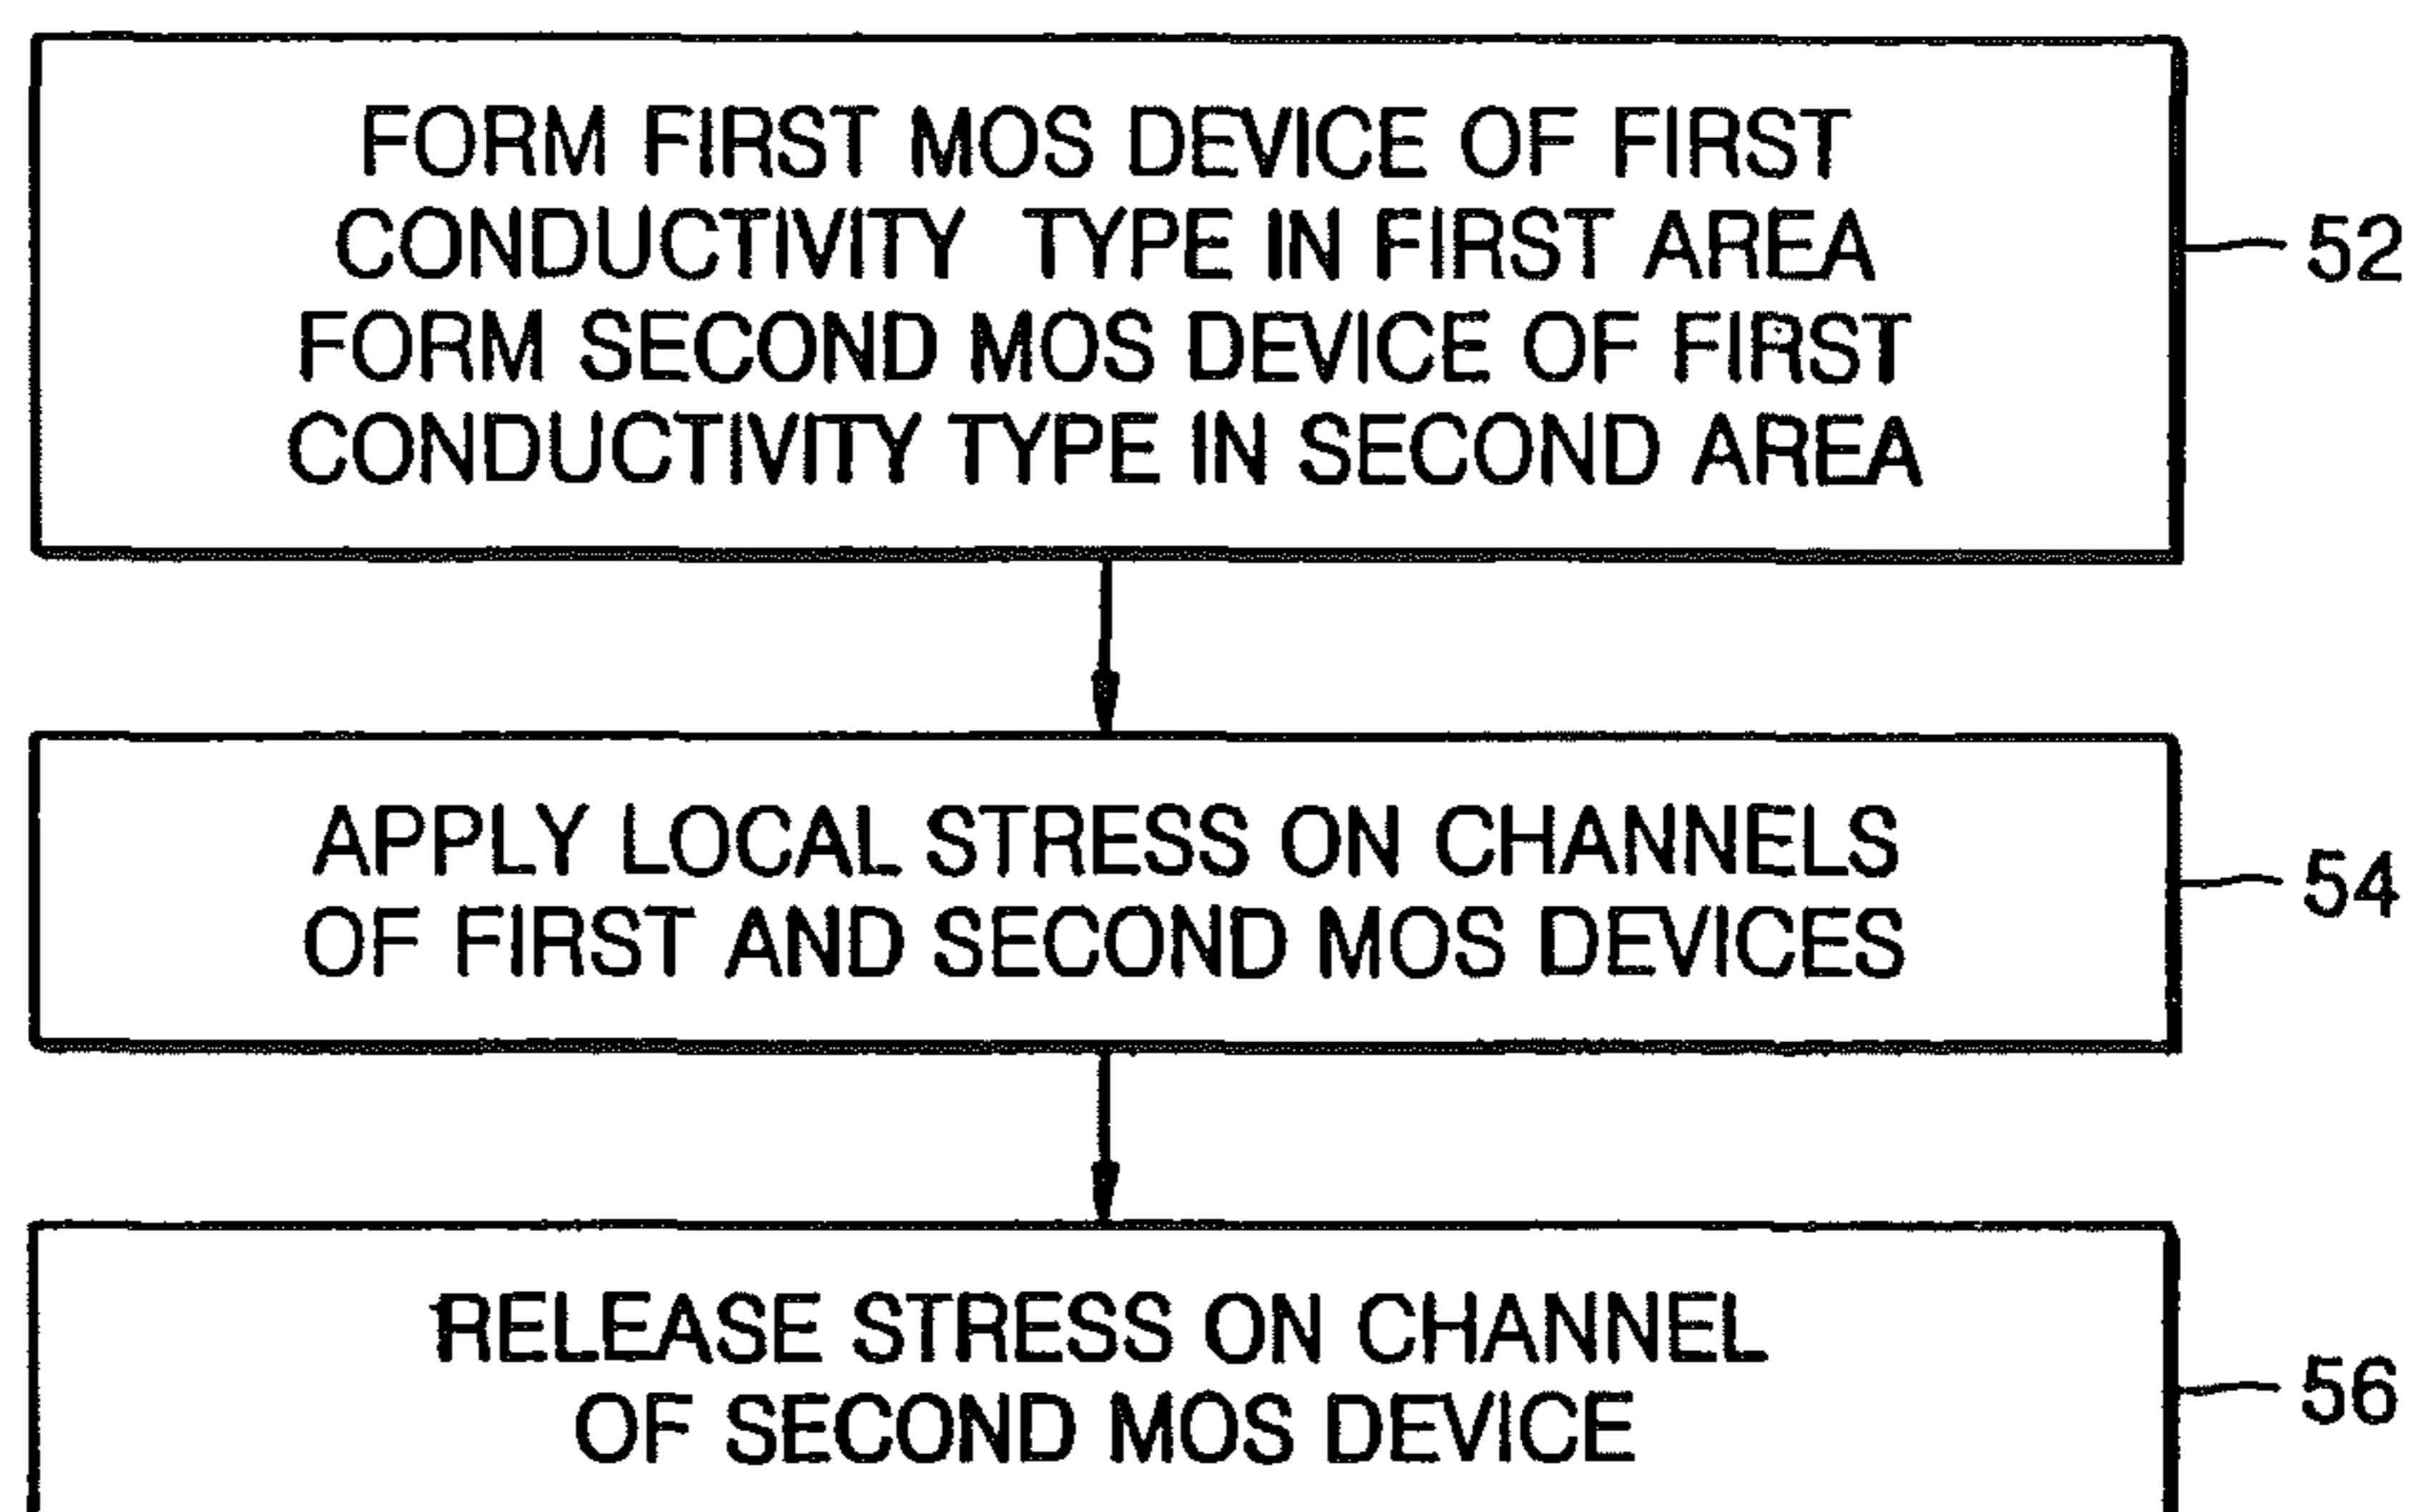 FORM FIRST MOS DEVICE OF FIRST
CONDUCTIVITY TYPE IN FIRST AREA
52
FORM SECOND MOS DEVICE OF FIRST
CONDUCTIVITY TYPE IN SECOND AREA
APPLY LOCAL STRESS ON CHANNELS
54
OF FIRST AND SECOND MOS DEVICES
RELEASE STRESS ON CHANNEL
56
OF SECOND MOS DEVICE